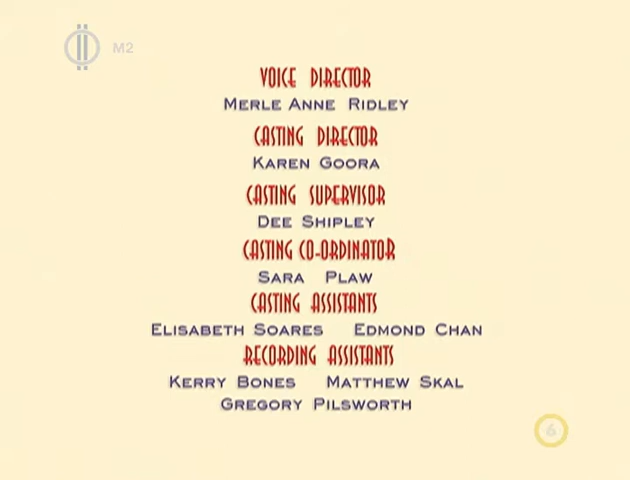 M2
VOICE DIRECTOR
MERLE ANNE RIDLEY
CASTING DIRECTOR
KAREN GOORA
CASTING SUPERVISOR
DEE SHIPLEY
CASTING CO-ORDINATOR
SARA PLAW
CASTING ASSISTANTS
ELISABETH SOARES EDMOND CHAN
RECORDING ASSISTANTS
KERRY BONES MATTHEW SKAL
GREGORY PILSWORTH
6